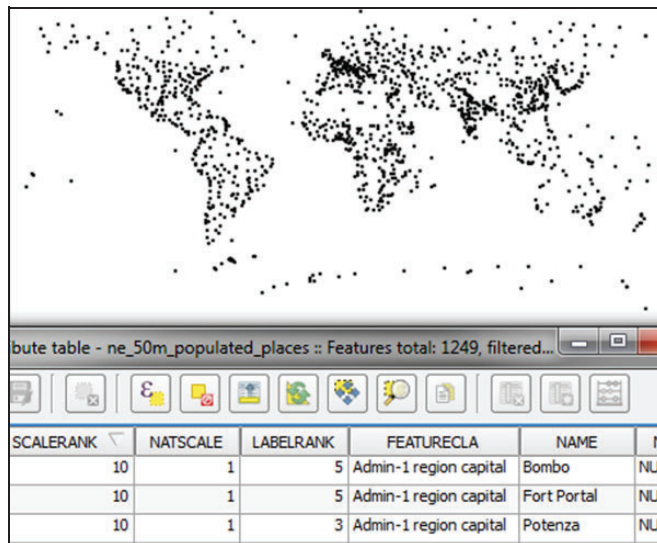 bute table - ne_50m_populated_places :: Features total: 1249, filtered...
ε
SCALERANK NATSCALE LABELRANK FEATURECLA NAME N
10 1 5 Admin-1 region capital Bombo NU
10 1 5 Admin-1 region capital Fort Portal NU
10 1 3 Admin-1 region capital Potenza NU